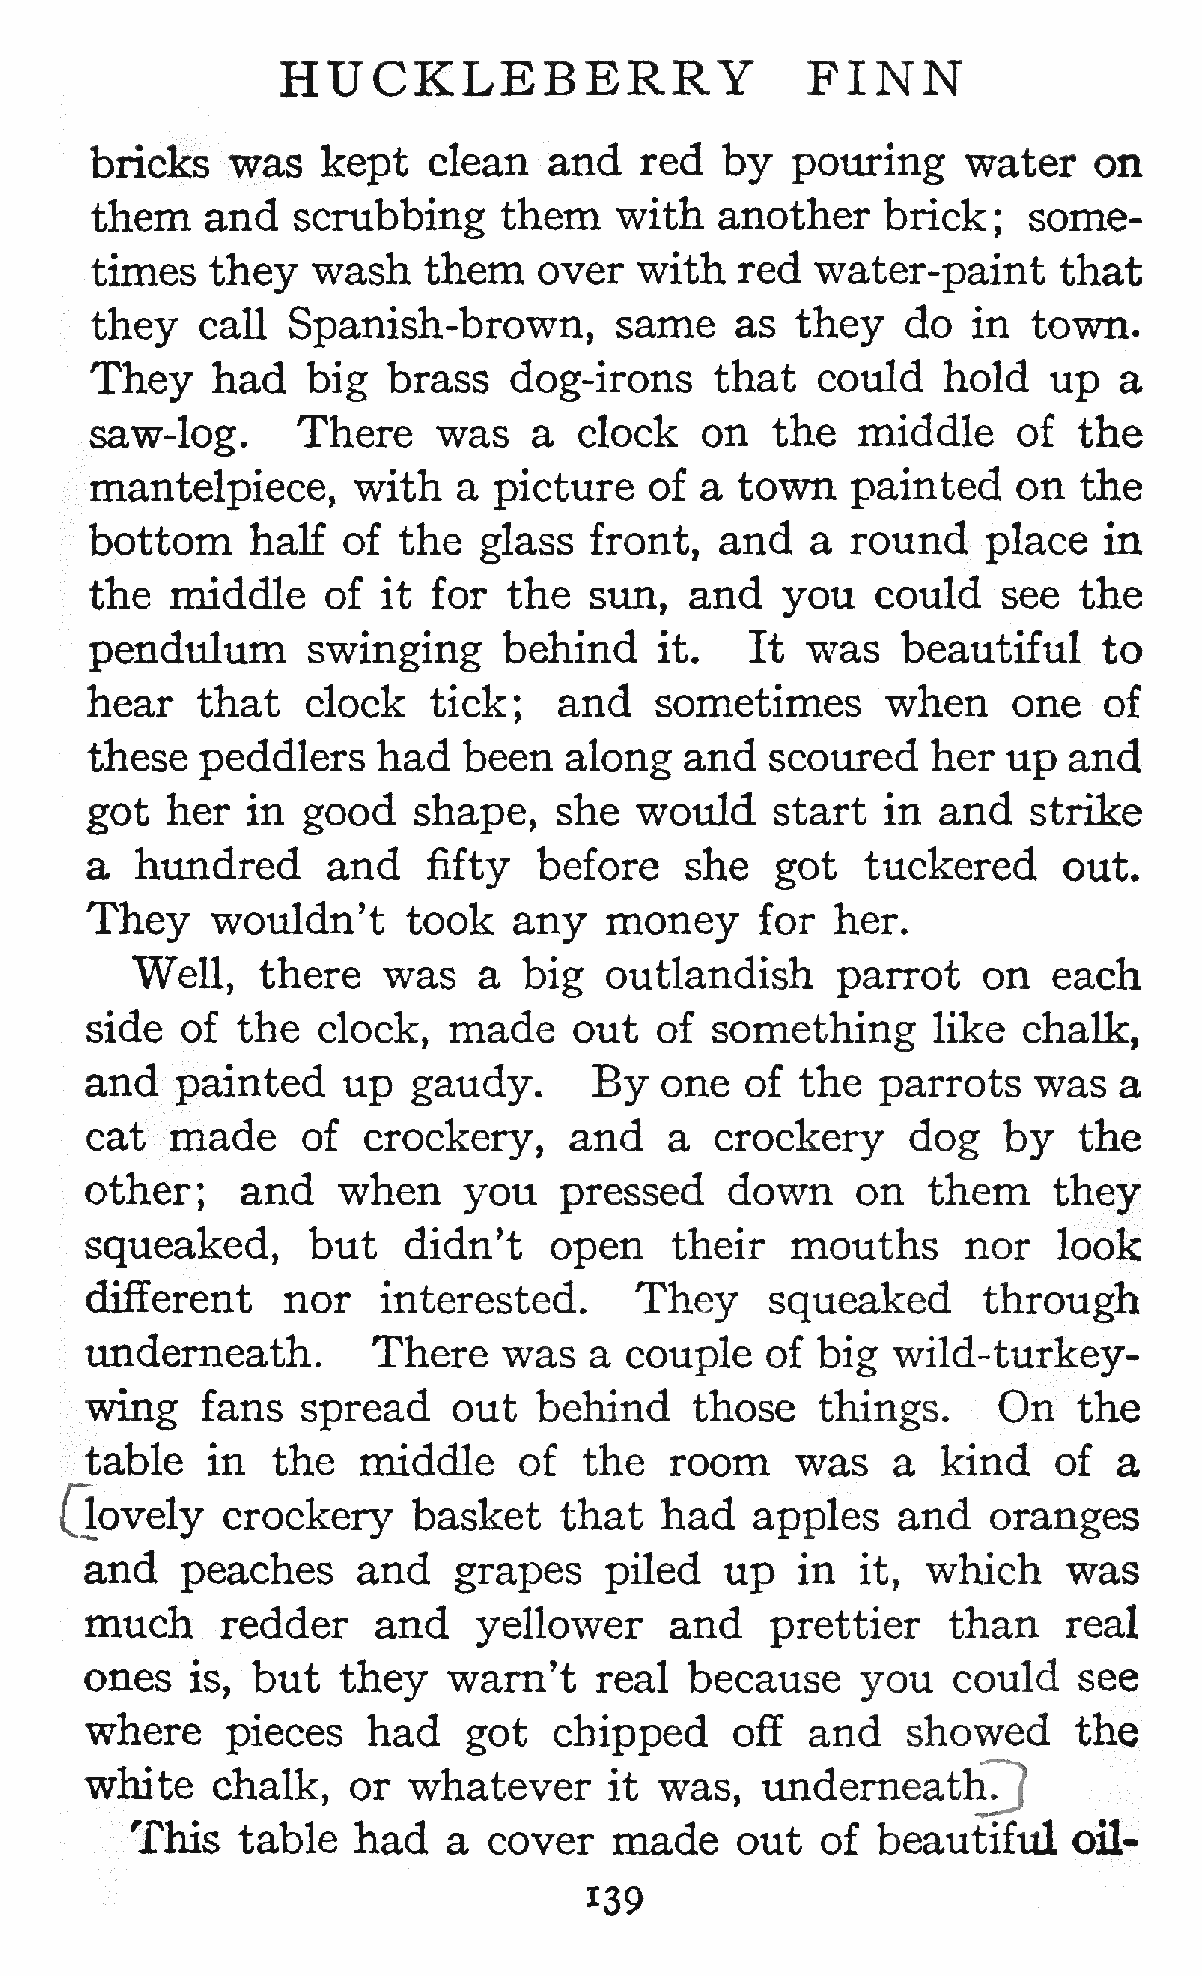 HUCKLEBERRY FINN
bricks was kept clean and red by pouring water on
them and scrubbing them with another brick; some-
times they wash them over with red water-paint that
they call Spanish-brown, same as they do in town.
They had big brass dog-irons that could hold up a
saw-log. There was a clock on the middle of the
mantelpiece, with a picture of a town painted on the
bottom half of the glass front, and a round place in
the middle of it for the sun, and you could see the
pendulum swinging behind it. It was beautiful to
hear that clock tick; and sometimes when one of
these peddlers had been along and scoured her up and
got her in good shape, she would start in and strike
a hundred and fifty before she got tuckered out.
They wouldn't took any money for her.
Well, there was a big outlandish parrot on each
side of the clock, made out of something like chalk,
and painted up gaudy. By one of the parrots was a
cat made of crockery, and a crockery dog by the
other; and when you pressed down on them they
squeaked, but didn't open their mouths nor look
different nor interested. They squeaked through
underneath. There was a couple of big wild-turkey-
wing fans spread out behind those things. On the
table in the middle of the room was a kind of a
lovely crockery basket that had apples and oranges
and peaches and grapes piled up in it, which was
much redder and yellower and prettier than real
ones is, but they warn't real because you could see
where pieces had got chipped off and showed the
white chalk, or whatever it was, underneath.
This table had a cover made out of beautiful oil-
139